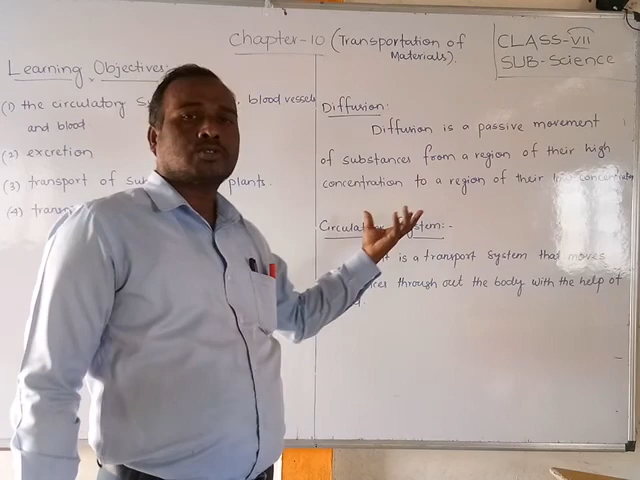 Chapter-10 (Transportation of
Materials).
CLASS-VII
SUB-Science
Learning Objectives:
(1) the circulatory blood vessels
and blood
(2) excretion
(3) transport of plants.
(4)
Diffusion:
Diffusion is a passive movement
of substances from a region of their high
concentration to a region of their
Circulatory System:-
is a transport system that moves
through out the body with the help of